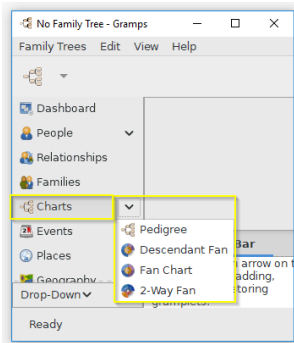 No Family Tree - Gramps
Family Trees Edit View Help
Dashboard
People
Relationships
Families
Charts
Events
Places
Geography
Pedigree
Descendant Fan
Fan Chart
2-Way Fan
Bar
arrow on t
adding,
toring
gramplets.
Drop-Down
Ready